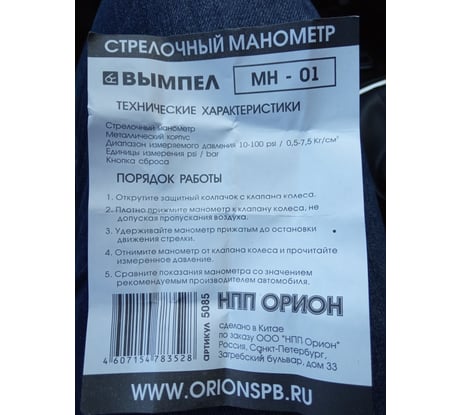 СТРЕЛОЧНЫЙ МАНОМЕТР
ВЫМПЕЛ МН - 01
ТЕХНИЧЕСКИЕ ХАРАКТЕРИСТИКИ
Стрелочный манометр
Металлический корпус
Диапазон измеряемого давления 10-100 psi / 0,5-7,5 Кг/см²
Единицы измерения psi / bar
Кнопка сброса
ПОРЯДОК РАБОТЫ
1. Открутите защитный колпачок с клапана колеса.
2. Плотно прижмите манометр к клапану колеса, не
допуская пропускания воздуха.
3. Удерживайте манометр прижатым до остановки
движения стрелки.
4. Отнимите манометр от клапана колеса и прочитайте
измеренное давление.
5. Сравните показания манометра со значением
рекомендуемым производителем автомобиля.
4607154783528
артикул 5085
НПП ОРИОН
сделано в Китае
по заказу ООО "НПП Орион"
Россия, Санкт-Петербург,
Загребский бульвар, дом 33
WWW.ORIONSPB.RU